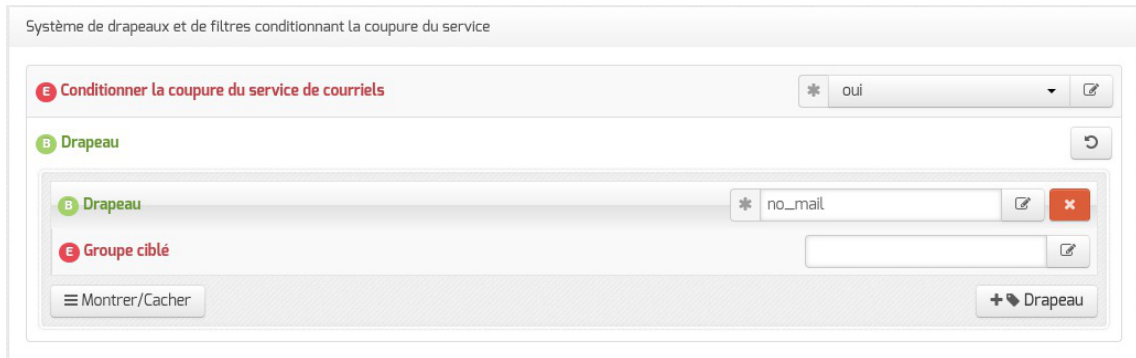 Système de drapeaux et de filtres conditionnant la coupure du service
E Conditionner la coupure du service de courriels
oui
B Drapeau
B Drapeau
no_mail
E Groupe ciblé
Montrer/Cacher
Drapeau